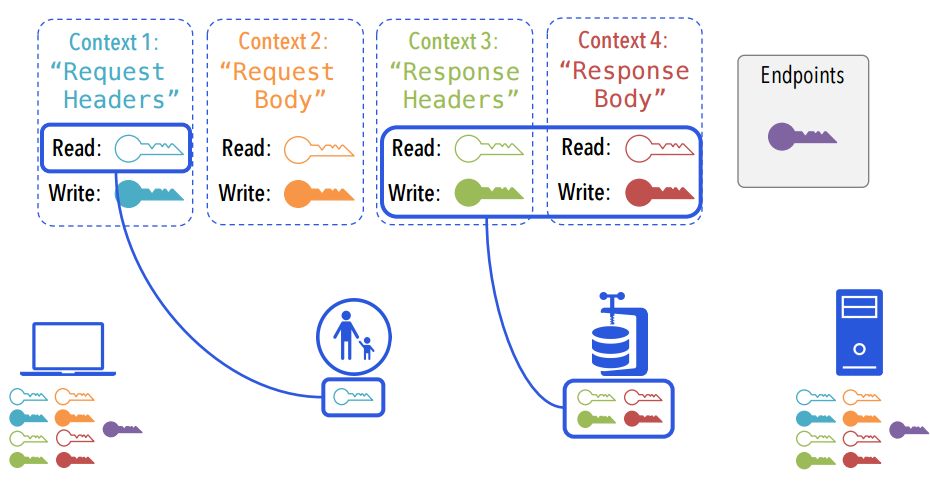 Context 1:
“Request
Headers”
Read:
Write:
Context 2:
“Request
Body”
Read:
Write:
Context 3:
“Response
Headers”
Read:
Write:
Context 4:
“Response
Body”
Read:
Write:
Endpoints